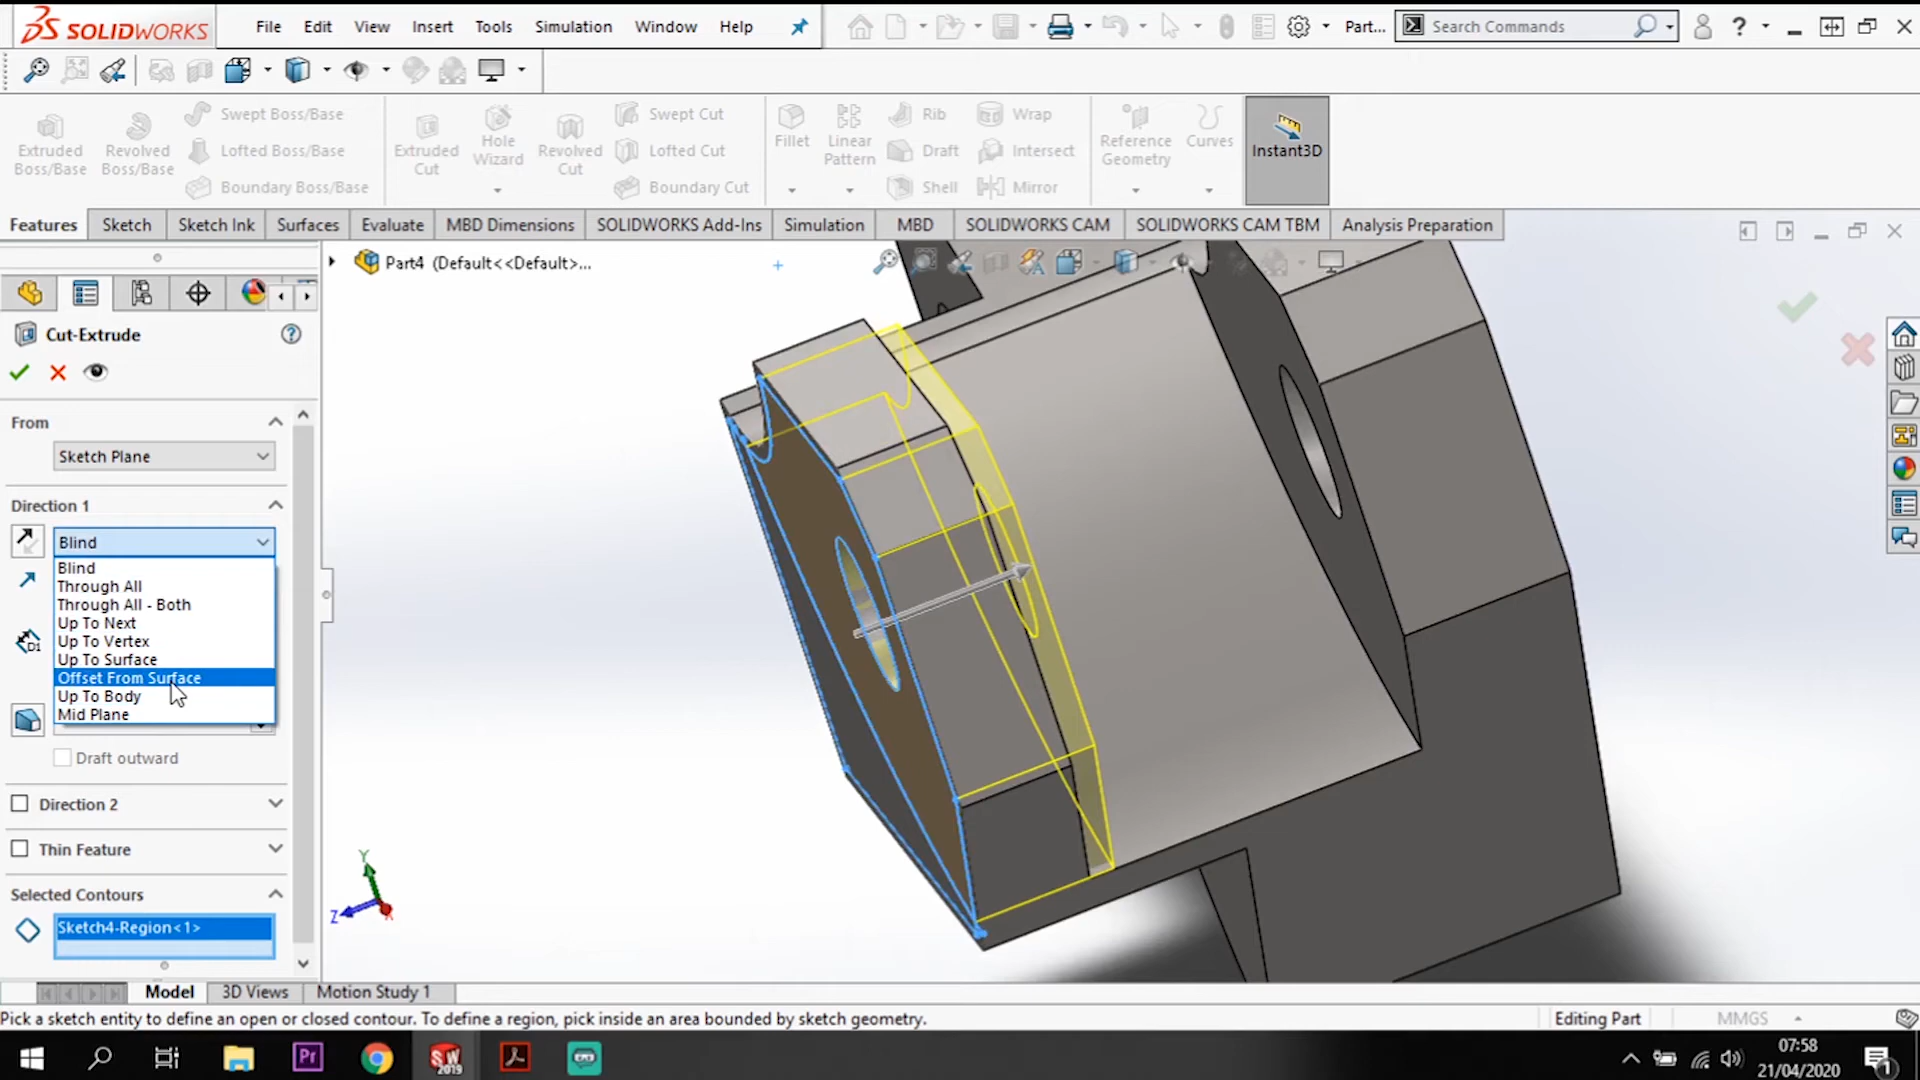 SOLIDWORKS File Edit View Insert Tools Simulation Window Help Part... Search Commands ?
Extruded Boss/Base
Revolved Boss/Base
Swept Boss/Base
Lofted Boss/Base
Boundary Boss/Base
Extruded Cut
Hole Wizard
Revolved Cut
Swept Cut
Lofted Cut
Boundary Cut
Fillet
Linear Pattern
Rib
Draft
Shell
Wrap
Intersect
Mirror
Reference Geometry
Curves
Instant3D
Features Sketch Sketch Ink Surfaces Evaluate MBD Dimensions SOLIDWORKS Add-Ins Simulation MBD SOLIDWORKS CAM SOLIDWORKS CAM TBM Analysis Preparation
Part4 (Default<<Default>...
Cut-Extrude
From
Sketch Plane
Direction 1
Blind
Blind
Through All
Through All - Both
Up To Next
Up To Vertex
Up To Surface
Offset From Surface
Up To Body
Mid Plane
D1
Draft outward
Direction 2
Thin Feature
Selected Contours
Sketch4-Region<1>
Y
Z
X
Model 3D Views Motion Study 1
Pick a sketch entity to define an open or closed contour. To define a region, pick inside an area bounded by sketch geometry. Editing Part MMGS
Pr
SW 2019
07:58
21/04/2020
1